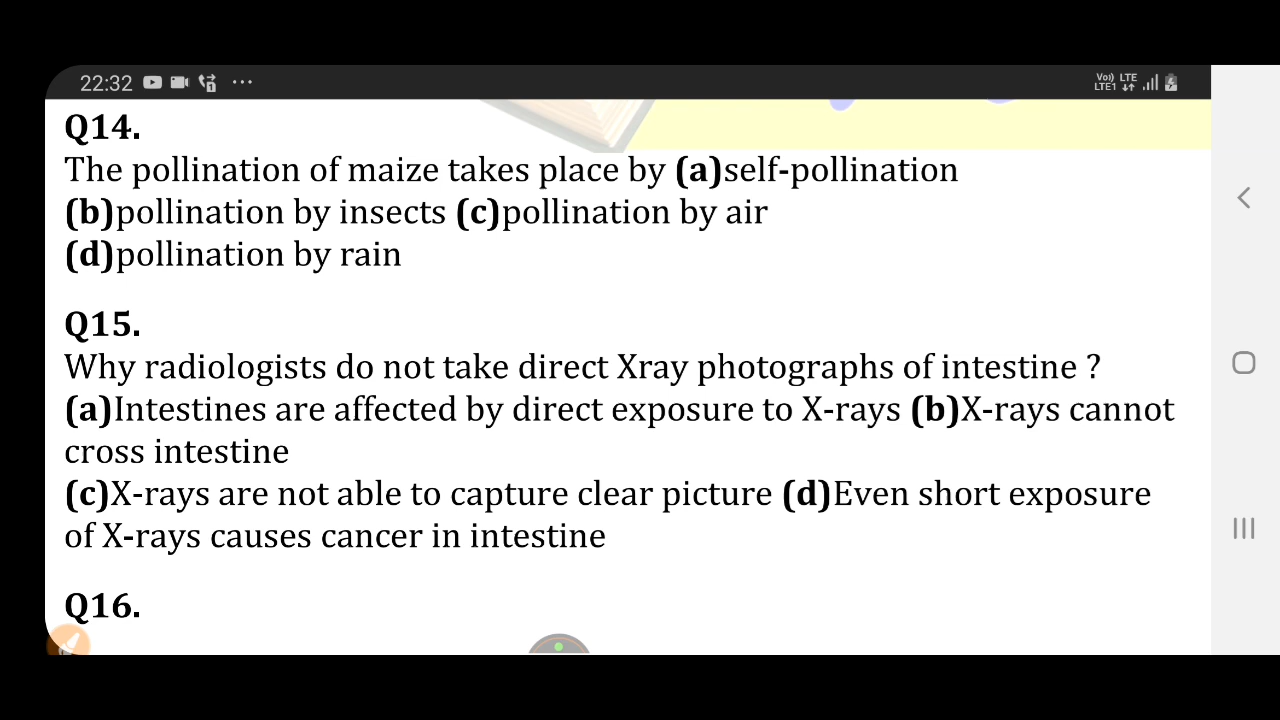 22:32
Vo)) LTE
LTE1
Q14.
The pollination of maize takes place by (a)self-pollination
(b)pollination by insects (c)pollination by air
(d)pollination by rain
Q15.
Why radiologists do not take direct Xray photographs of intestine ?
(a)Intestines are affected by direct exposure to X-rays (b)X-rays cannot
cross intestine
(c)X-rays are not able to capture clear picture (d)Even short exposure
of X-rays causes cancer in intestine
Q16.